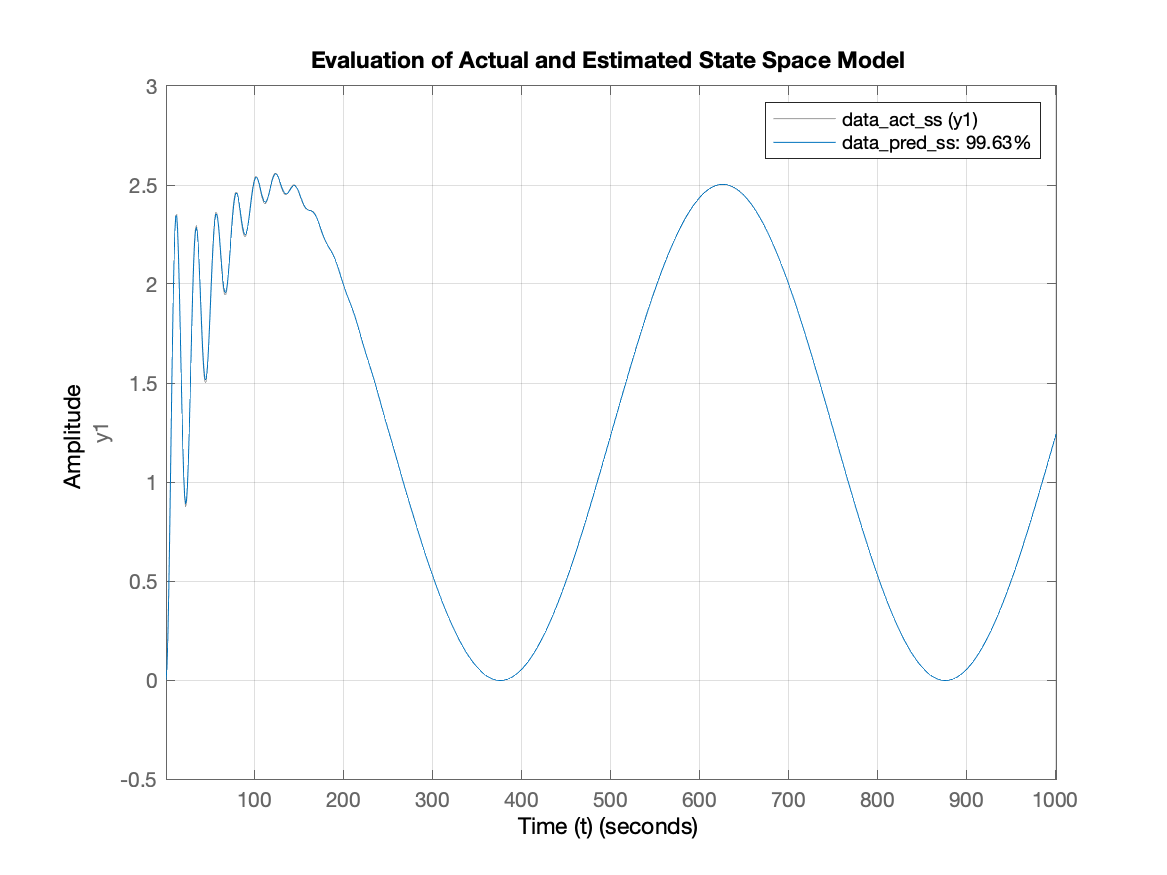 Evaluation of Actual and Estimated State Space Model
data_act_ss (y1)
data_pred_ss: 99.63%
Amplitude
y1
3
2.5
2
1.5
1
0.5
0
-0.5
100 200 300 400 500 600 700 800 900 1000
Time (t) (seconds)